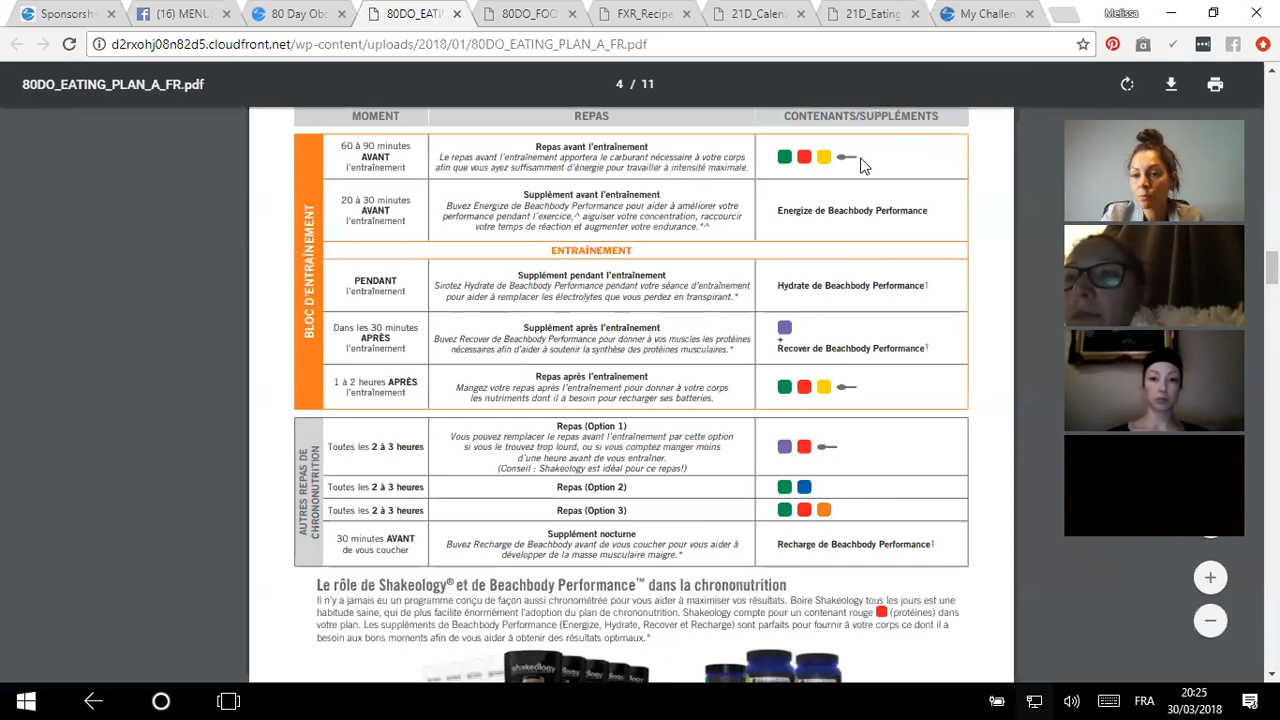 Sponsorsh
(16) MENU
80 Day Obs
80DO_EATI
80DO_FOO
FXR_Recipe
21D_Calen
21D_Eating
My Challen
Melissa
d2rxohj08n82d5.cloudfront.net/wp-content/uploads/2018/01/80DO_EATING_PLAN_A_FR.pdf
80DO_EATING_PLAN_A_FR.pdf
4 / 11
MOMENT
REPAS
CONTENANTS/SUPPLÉMENTS
BLOC D'ENTRAÎNEMENT
60 à 90 minutes
AVANT
l'entraînement
Repas avant l'entraînement
Le repas avant l'entraînement apportera le carburant nécessaire à votre corps
afin que vous ayez suffisamment d'énergie pour travailler à intensité maximale.
20 à 30 minutes
AVANT
l'entraînement
Supplément avant l'entraînement
Buvez Energize de Beachbody Performance pour aider à améliorer votre
performance pendant l'exercice,^ aiguiser votre concentration, raccourcir
votre temps de réaction et augmenter votre endurance.*^
Energize de Beachbody Performance
ENTRAÎNEMENT
PENDANT
l'entraînement
Supplément pendant l'entraînement
Sirotez Hydrate de Beachbody Performance pendant votre séance d'entraînement
pour aider à remplacer les électrolytes que vous perdez en transpirant.*
Hydrate de Beachbody Performance†
Dans les 30 minutes
APRÈS
l'entraînement
Supplément après l'entraînement
Buvez Recover de Beachbody Performance pour donner à vos muscles les protéines
nécessaires afin d'aider à soutenir la synthèse des protéines musculaires.*
+
Recover de Beachbody Performance†
1 à 2 heures APRÈS
l'entraînement
Repas après l'entraînement
Mangez votre repas après l'entraînement pour donner à votre corps
les nutriments dont il a besoin pour recharger ses batteries.
AUTRES REPAS DE
CHRONONUTRITION
Toutes les 2 à 3 heures
Repas (Option 1)
Vous pouvez remplacer le repas avant l'entraînement par cette option
si vous le trouvez trop lourd, ou si vous comptez manger moins
d'une heure avant de vous entraîner.
(Conseil : Shakeology est idéal pour ce repas!)
Toutes les 2 à 3 heures
Repas (Option 2)
Toutes les 2 à 3 heures
Repas (Option 3)
30 minutes AVANT
de vous coucher
Supplément nocturne
Buvez Recharge de Beachbody avant de vous coucher pour vous aider à
développer de la masse musculaire maigre.*
Recharge de Beachbody Performance†
Le rôle de Shakeology® et de Beachbody Performance™ dans la chrononutrition
Il n'y a jamais eu un programme conçu de façon aussi chronométrée pour vous aider à maximiser vos résultats. Boire Shakeology tous les jours est une
habitude saine, qui de plus facilite énormément l'adoption du plan de chrononutrition. Shakeology compte pour un contenant rouge (protéines) dans
votre plan. Les suppléments de Beachbody Performance (Energize, Hydrate, Recover et Recharge) sont parfaits pour fournir à votre corps ce dont il a
besoin aux bons moments afin de vous aider à obtenir des résultats optimaux.*
shakeology
FRA
20:25
30/03/2018